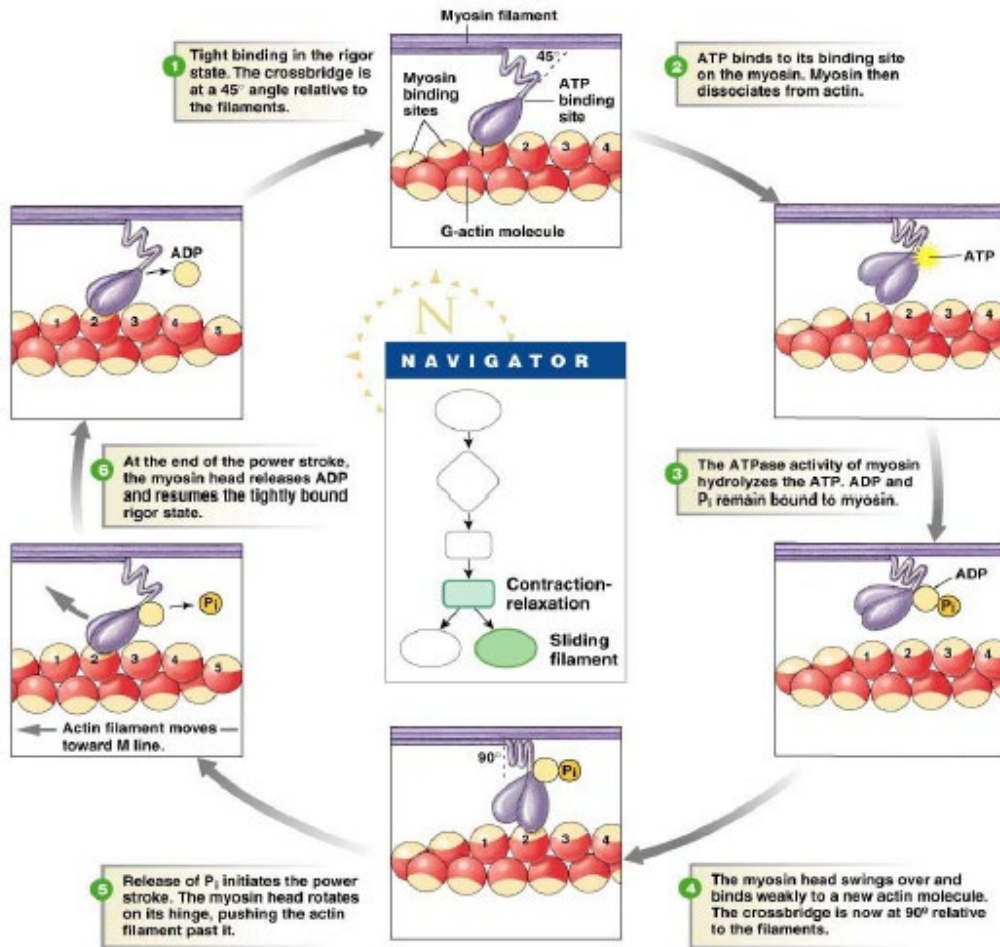 Myosin filament
1
Tight binding in the rigor
state. The crossbridge is
at a 45° angle relative to
the filaments.
45°
Myosin
binding
sites
ATP
binding
site
1 2 3 4
G-actin molecule
2
ATP binds to its binding site
on the myosin. Myosin then
dissociates from actin.
ATP
1 2 3 4
3
The ATPase activity of myosin
hydrolyzes the ATP. ADP and
Pi remain bound to myosin.
ADP
Pi
1 2 3 4
4
The myosin head swings over and
binds weakly to a new actin molecule.
The crossbridge is now at 90º relative
to the filaments.
90°
Pi
1 2 3 4
5
Release of Pi initiates the power
stroke. The myosin head rotates
on its hinge, pushing the actin
filament past it.
Pi
1 2 3 4 5
Actin filament moves
toward M line.
6
At the end of the power stroke,
the myosin head releases ADP
and resumes the tightly bound
rigor state.
ADP
1 2 3 4 5
N
NAVIGATOR
Contraction-
relaxation
Sliding
filament